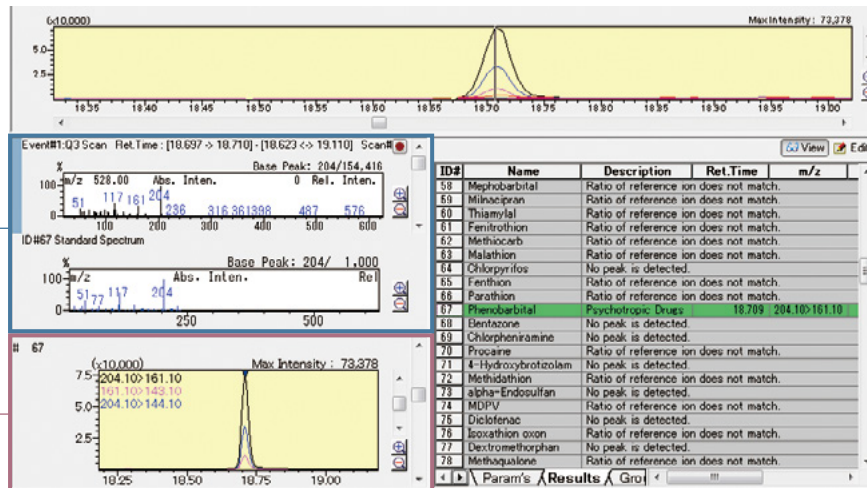 (x10,000) Max Intensity : 73,378
5.0
2.5
18.35 18.40 18.45 18.50 18.55 18.60 18.65 18.70 18.75 18.80 18.85 18.90 18.95 19.00
Event#1:Q3 Scan Ret.Time : [18.697 -> 18.710] - [18.623 <-> 19.110] Scan#
% Base Peak: 204/154,416
100 m/z 528.00 Abs. Inten. 0 Rel. Inten.
51 117 161 204 236 316 361 398 487 576
0
100 200 300 400 500 600
ID#67 Standard Spectrum
% Base Peak: 204/ 1,000
100 m/z Abs. Inten. Rel
51 77 117 204
0
250 500
# 67
(x10,000) Max Intensity : 73,378
7.5 204.10>161.10
161.10>143.10
5.0 204.10>144.10
2.5
18.25 18.50 18.75 19.00
View Edi
ID# Name Description Ret.Time m/z
58 Mephobarbital Ratio of reference ion does not match.
59 Milnacipran Ratio of reference ion does not match.
60 Thiamylal Ratio of reference ion does not match.
61 Fenitrothion Ratio of reference ion does not match.
62 Methiocarb Ratio of reference ion does not match.
63 Malathion Ratio of reference ion does not match.
64 Chlorpyrifos No peak is detected.
65 Fenthion Ratio of reference ion does not match.
66 Parathion Ratio of reference ion does not match.
67 Phenobarbital Psychotropic Drugs 18.709 204.10>161.10
68 Bentazone No peak is detected.
69 Chlorpheniramine No peak is detected.
70 Procaine Ratio of reference ion does not match.
71 4-Hydroxybrotizolam No peak is detected.
72 Methidathion Ratio of reference ion does not match.
73 alpha-Endosulfan No peak is detected.
74 MDPV Ratio of reference ion does not match.
75 Diclofenac No peak is detected.
76 Isoxathion oxon Ratio of reference ion does not match.
77 Dextromethorphan No peak is detected.
78 Methaqualone Ratio of reference ion does not match.
Param's Results Gro